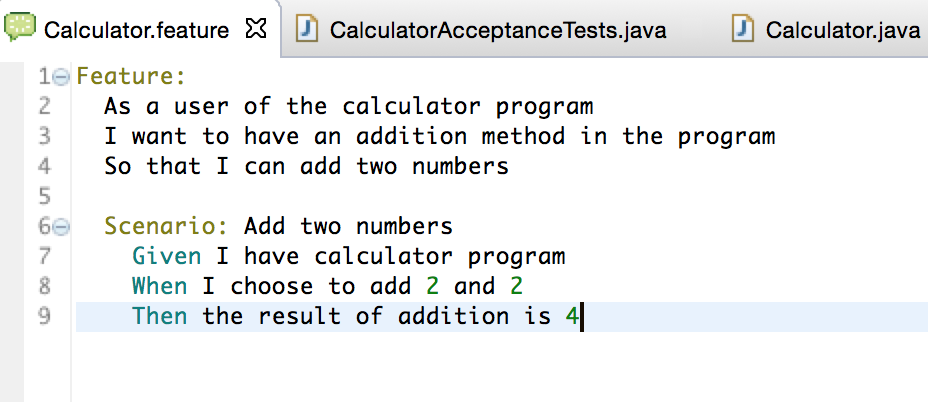 Calculator.feature CalculatorAcceptanceTests.java Calculator.java
1 Feature:
2 As a user of the calculator program
3 I want to have an addition method in the program
4 So that I can add two numbers
5
6 Scenario: Add two numbers
7 Given I have calculator program
8 When I choose to add 2 and 2
9 Then the result of addition is 4